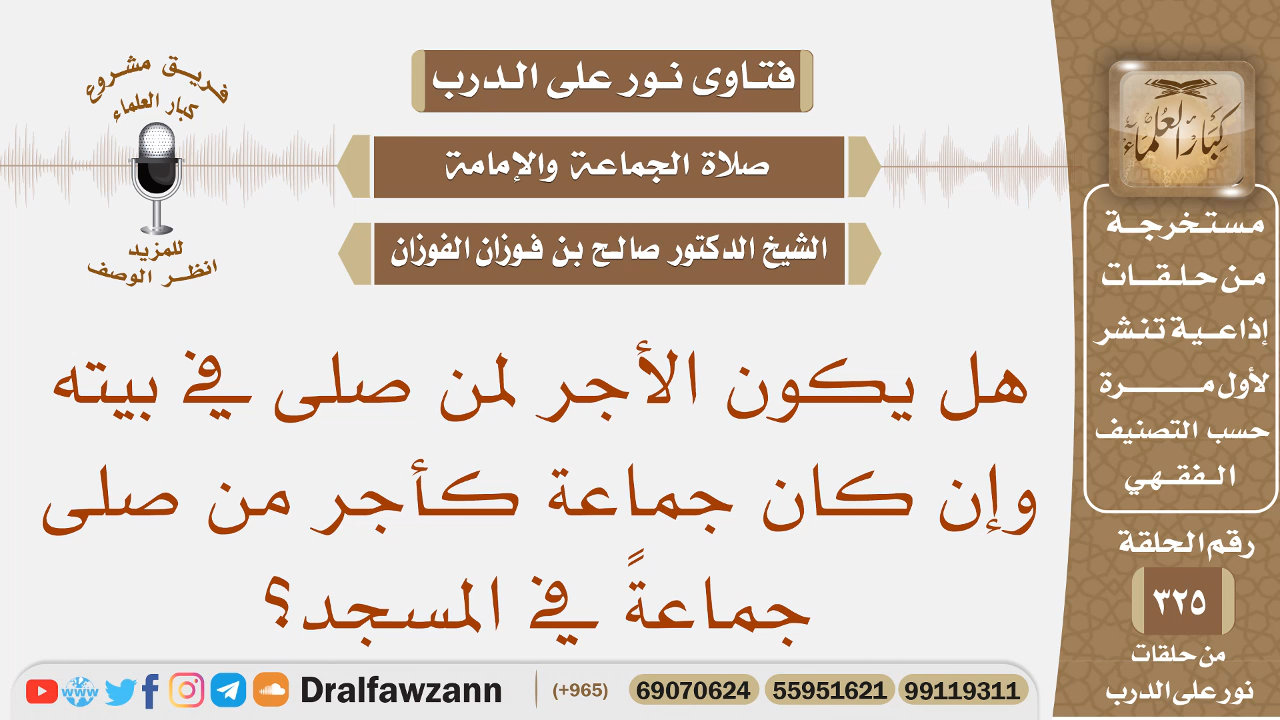 فتاوى نور على الدرب
صلاة الجماعة والإمامة
الشيخ الدكتور صالح بن فوزان الفوزان
فريق مشروع
كبار العلماء
للمزيد
انظر الوصف
هل يكون الأجر لمن صلى في بيته
وإن كان جماعة كأجر من صلى
جماعةً في المسجد؟
كبار العلماء
مستخرجة
من حلقات
إذاعية تنشر
لأول مرة
حسب التصنيف
الفقهي
رقم الحلقة
٣٢٥
من حلقات
نور على الدرب
www Dralfawzann (+965) 69070624 55951621 99119311